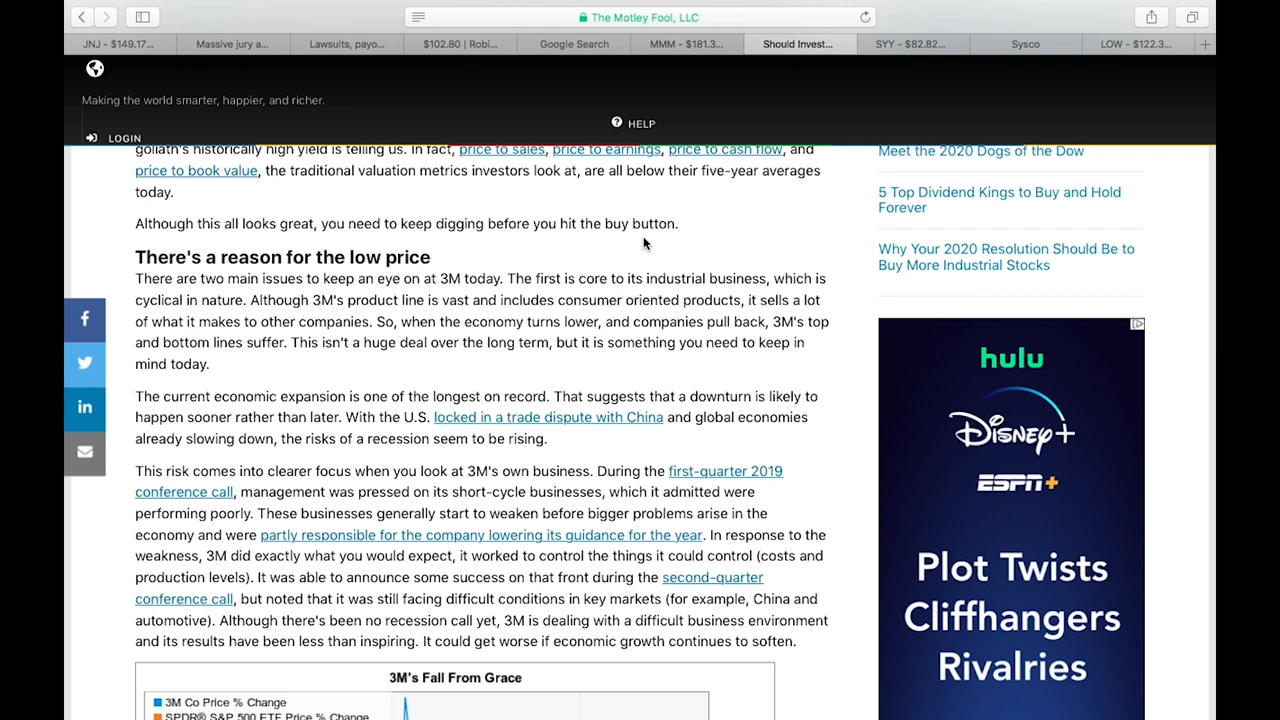 The Motley Fool, LLC
JNJ - $149.17...
Massive jury a...
Lawsuits, payo...
$102.80 | Robi...
Google Search
MMM - $181.3...
Should Invest...
SYY - $82.82...
Sysco
LOW - $122.3...
Making the world smarter, happier, and richer.
HELP
LOGIN
goliath's historically high yield is telling us. In fact, price to sales, price to earnings, price to cash flow, and
price to book value, the traditional valuation metrics investors look at, are all below their five-year averages
today.
Although this all looks great, you need to keep digging before you hit the buy button.
There's a reason for the low price
There are two main issues to keep an eye on at 3M today. The first is core to its industrial business, which is
cyclical in nature. Although 3M's product line is vast and includes consumer oriented products, it sells a lot
of what it makes to other companies. So, when the economy turns lower, and companies pull back, 3M's top
and bottom lines suffer. This isn't a huge deal over the long term, but it is something you need to keep in
mind today.
The current economic expansion is one of the longest on record. That suggests that a downturn is likely to
happen sooner rather than later. With the U.S. locked in a trade dispute with China and global economies
already slowing down, the risks of a recession seem to be rising.
This risk comes into clearer focus when you look at 3M's own business. During the first-quarter 2019
conference call, management was pressed on its short-cycle businesses, which it admitted were
performing poorly. These businesses generally start to weaken before bigger problems arise in the
economy and were partly responsible for the company lowering its guidance for the year. In response to the
weakness, 3M did exactly what you would expect, it worked to control the things it could control (costs and
production levels). It was able to announce some success on that front during the second-quarter
conference call, but noted that it was still facing difficult conditions in key markets (for example, China and
automotive). Although there's been no recession call yet, 3M is dealing with a difficult business environment
and its results have been less than inspiring. It could get worse if economic growth continues to soften.
3M's Fall From Grace
3M Co Price % Change
SPDR® S&P 500 ETF Price % Change
Meet the 2020 Dogs of the Dow
5 Top Dividend Kings to Buy and Hold
Forever
Why Your 2020 Resolution Should Be to
Buy More Industrial Stocks
hulu
Disney+
ESPN+
Plot Twists
Cliffhangers
Rivalries
f
in